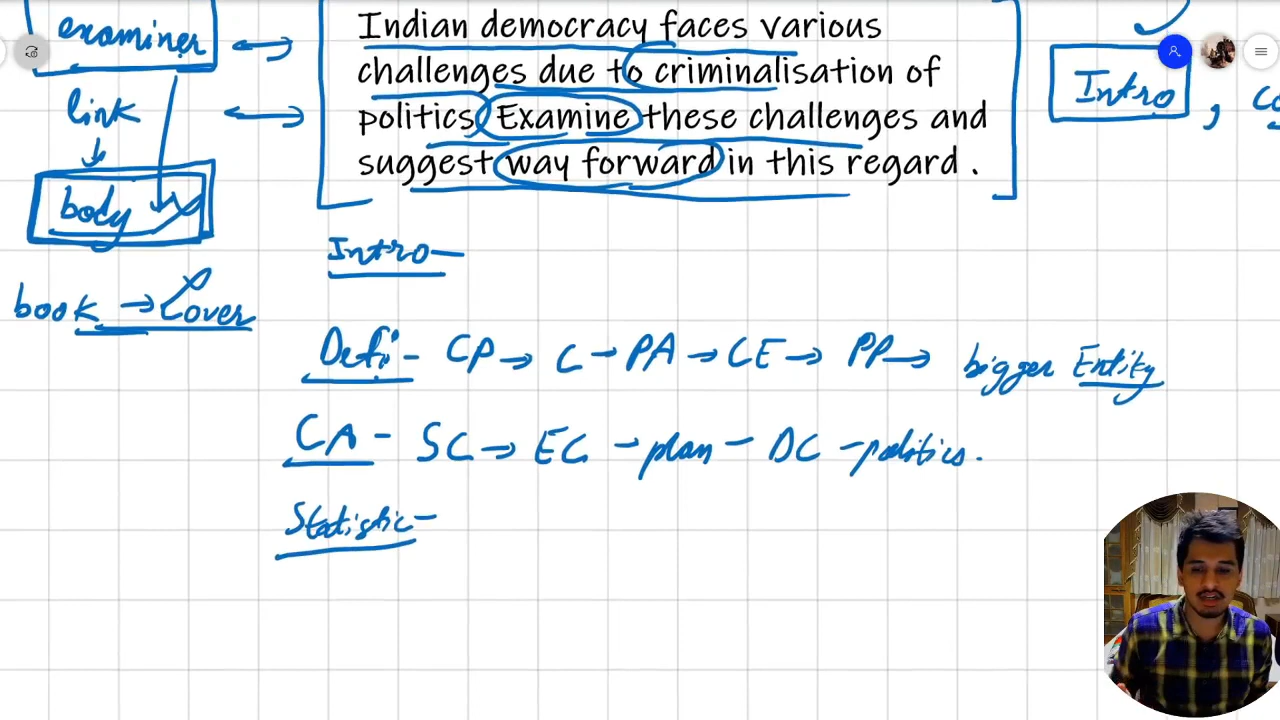 examiner
link
body
book → Cover
Indian democracy faces various
challenges due to criminalisation of
politics Examine these challenges and
suggest way forward in this regard .
Intro ,
Intro -
Defi - CP → C - PA → CE → PP → bigger Entity
CA - SC → EC - plan - DC - politics.
Statistic -